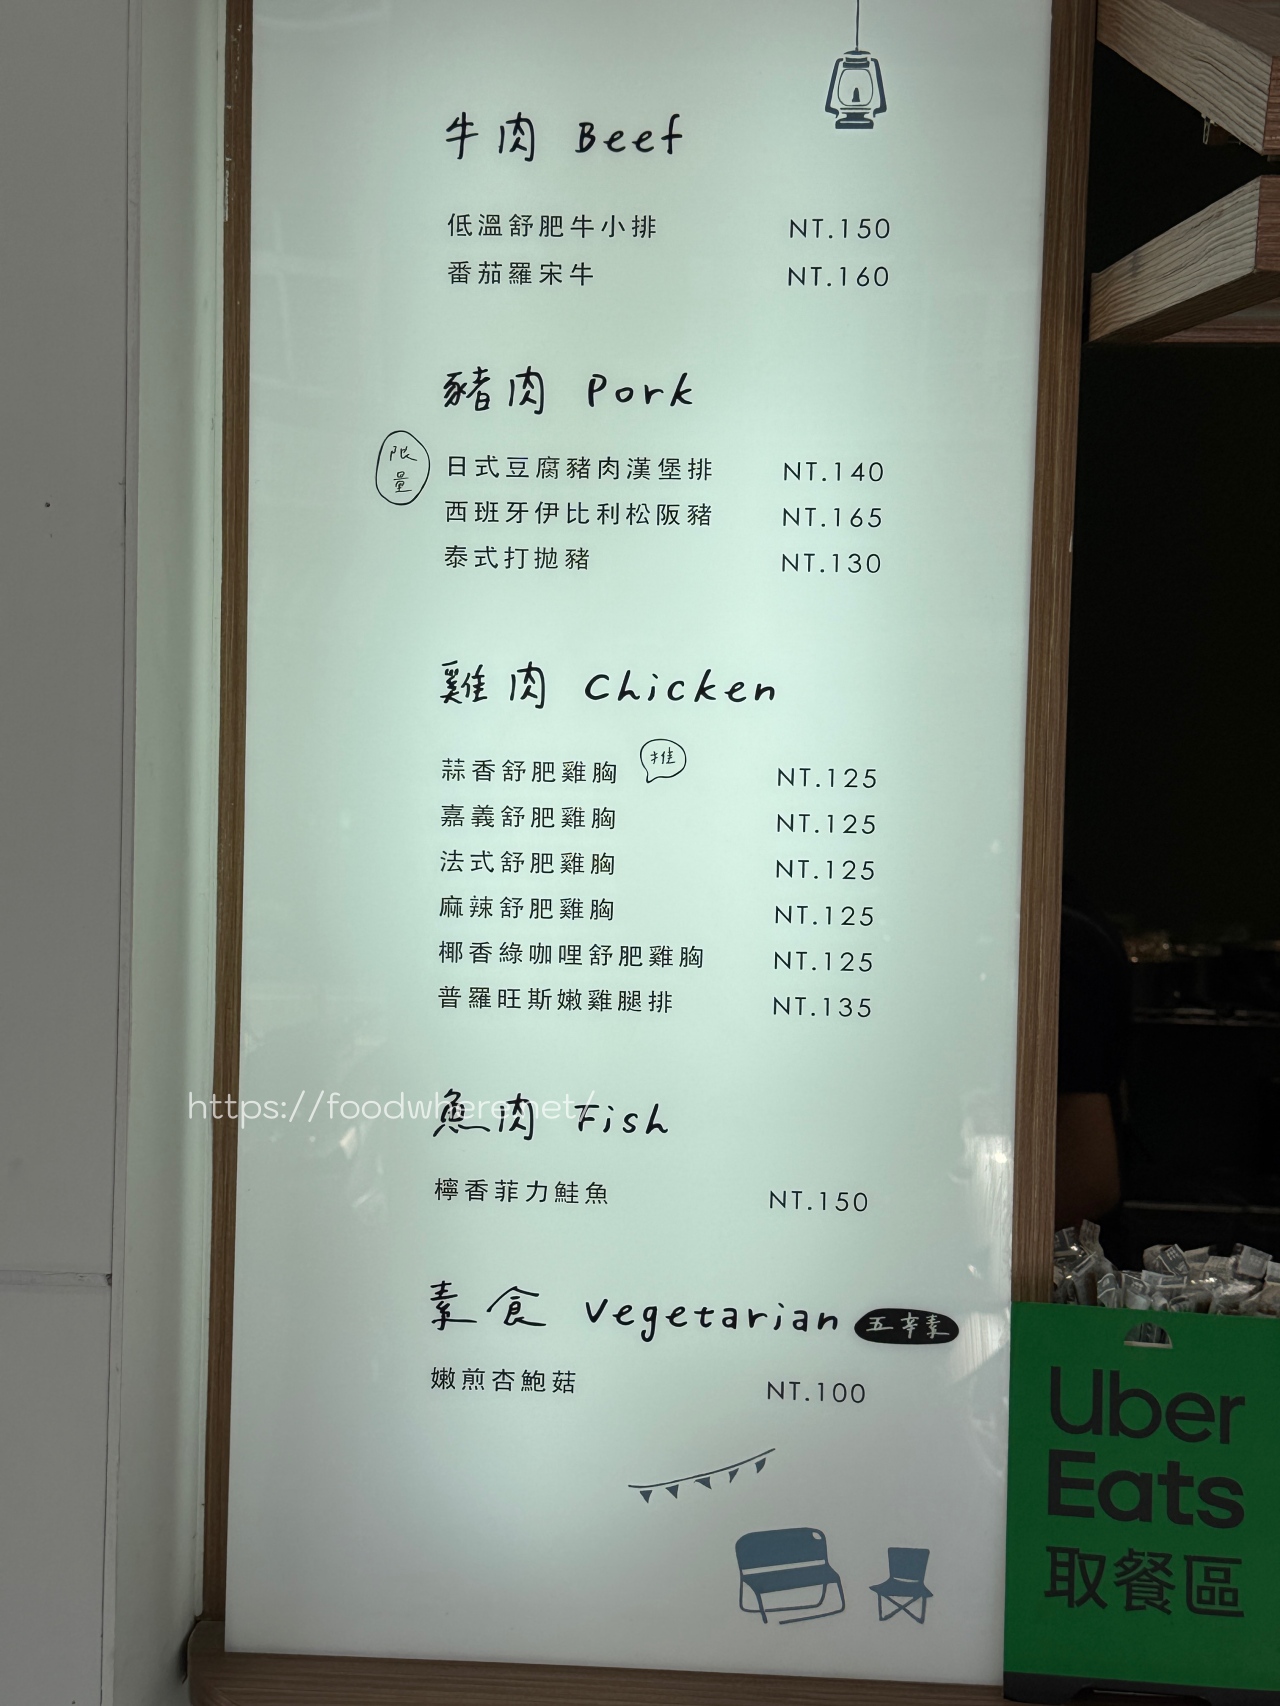 牛肉 Beef
低溫舒肥牛小排 NT.150
番茄羅宋牛 NT.160
豬肉 Pork
限量
日式豆腐豬肉漢堡排 NT.140
西班牙伊比利松阪豬 NT.165
泰式打拋豬 NT.130
雞肉 Chicken
蒜香舒肥雞胸 推 NT.125
嘉義舒肥雞胸 NT.125
法式舒肥雞胸 NT.125
麻辣舒肥雞胸 NT.125
椰香綠咖哩舒肥雞胸 NT.125
普羅旺斯嫩雞腿排 NT.135
https://foodwhere.net/
魚肉 Fish
檸香菲力鮭魚 NT.150
素食 Vegetarian 五辛素
嫩煎杏鮑菇 NT.100
Uber
Eats
取餐區